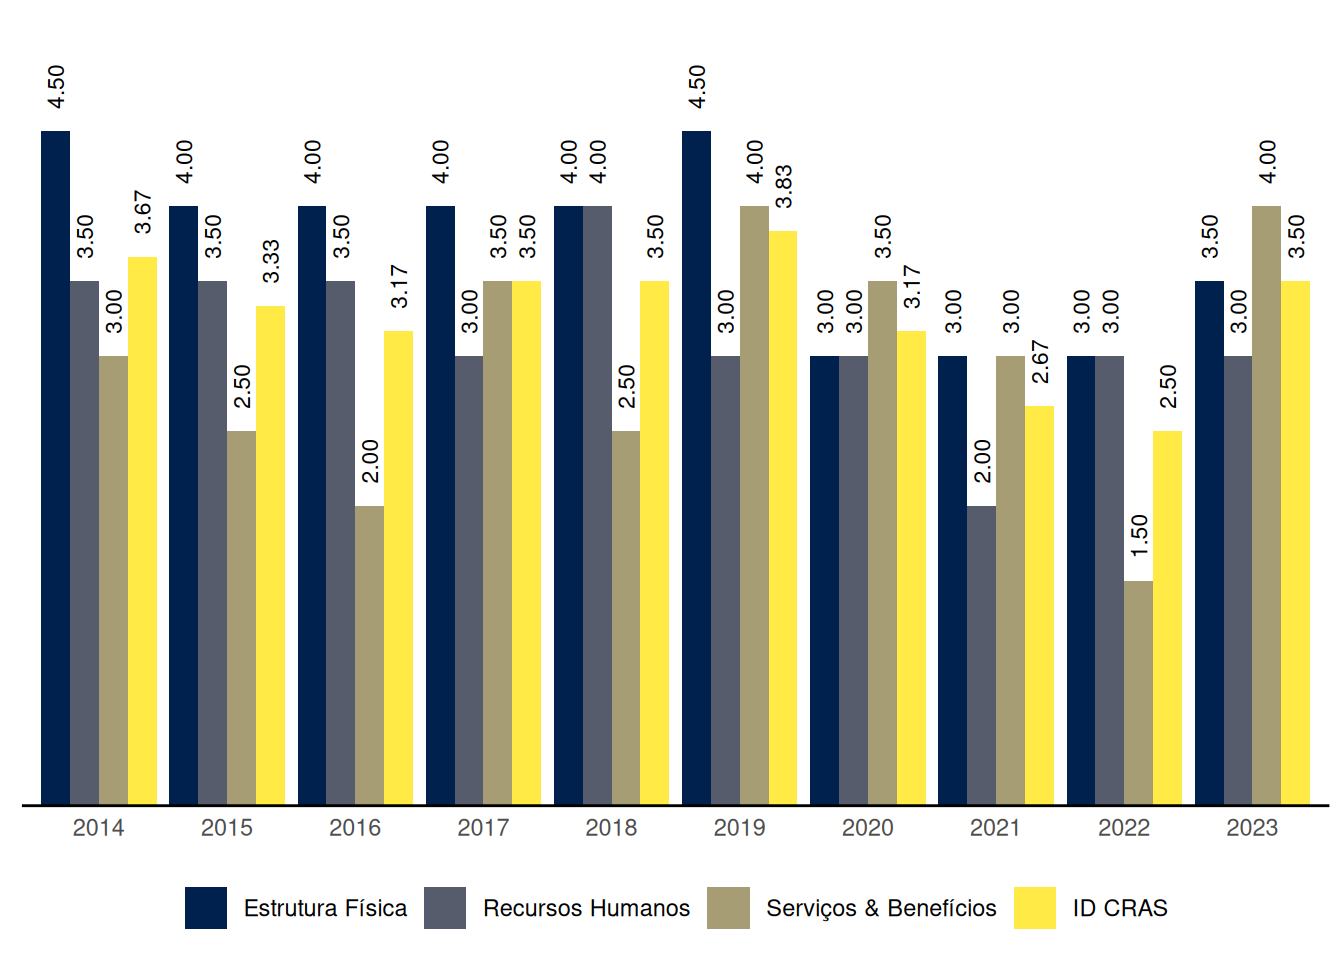 4.50 3.50 3.00 3.67
4.00 3.50 2.50 3.33
4.00 3.50 2.00 3.17
4.00 3.00 3.50 3.50
4.00 4.00 2.50 3.50
4.50 3.00 4.00 3.83
3.00 3.00 3.50 3.17
3.00 2.00 3.00 2.67
3.00 3.00 1.50 2.50
3.50 3.00 4.00 3.50
2014 2015 2016 2017 2018 2019 2020 2021 2022 2023
Estrutura Física Recursos Humanos Serviços & Benefícios ID CRAS